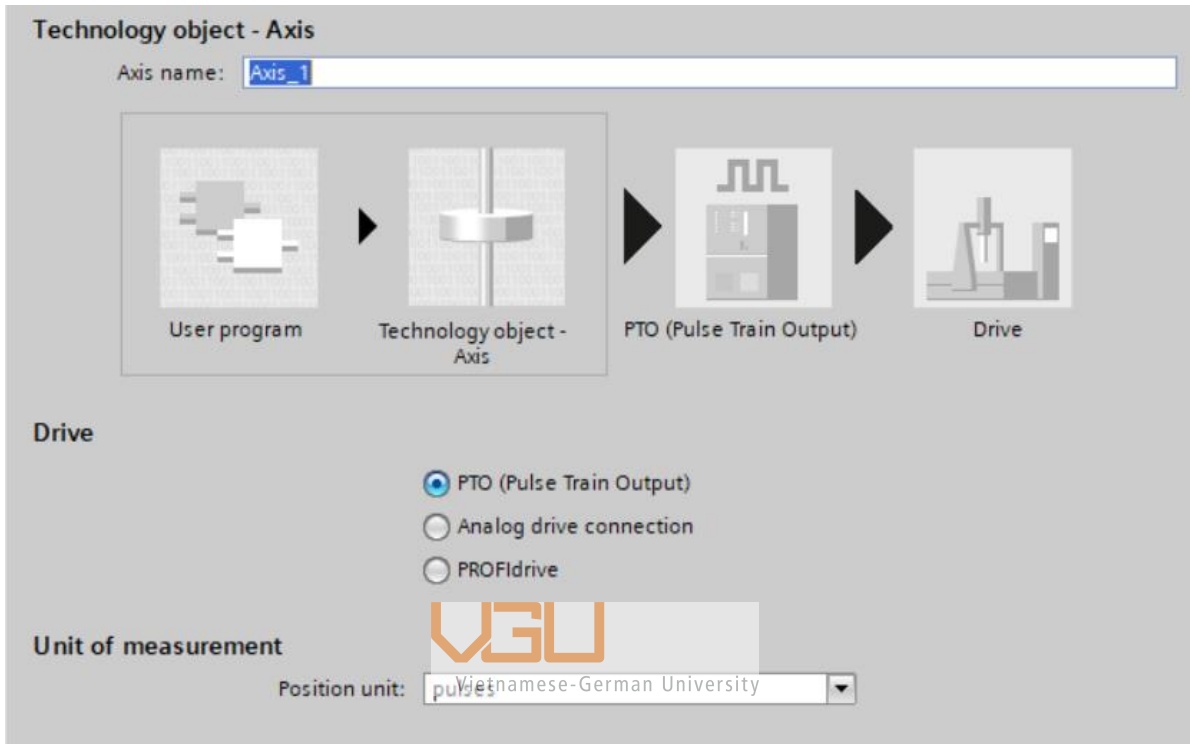 Technology object - Axis
Axis name: Axis_1
User program
Technology object -
Axis
PTO (Pulse Train Output)
Drive
Drive
PTO (Pulse Train Output)
Analog drive connection
PROFIdrive
VGU
Unit of measurement
Position unit: pulses
Vietnamese-German University